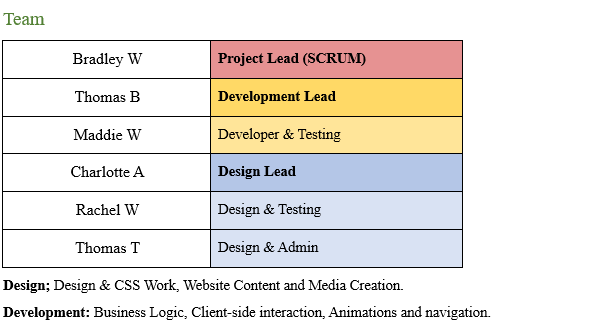 Team
Bradley W Project Lead (SCRUM)
Thomas B Development Lead
Maddie W Developer & Testing
Charlotte A Design Lead
Rachel W Design & Testing
Thomas T Design & Admin
Design; Design & CSS Work, Website Content and Media Creation.
Development: Business Logic, Client-side interaction, Animations and navigation.